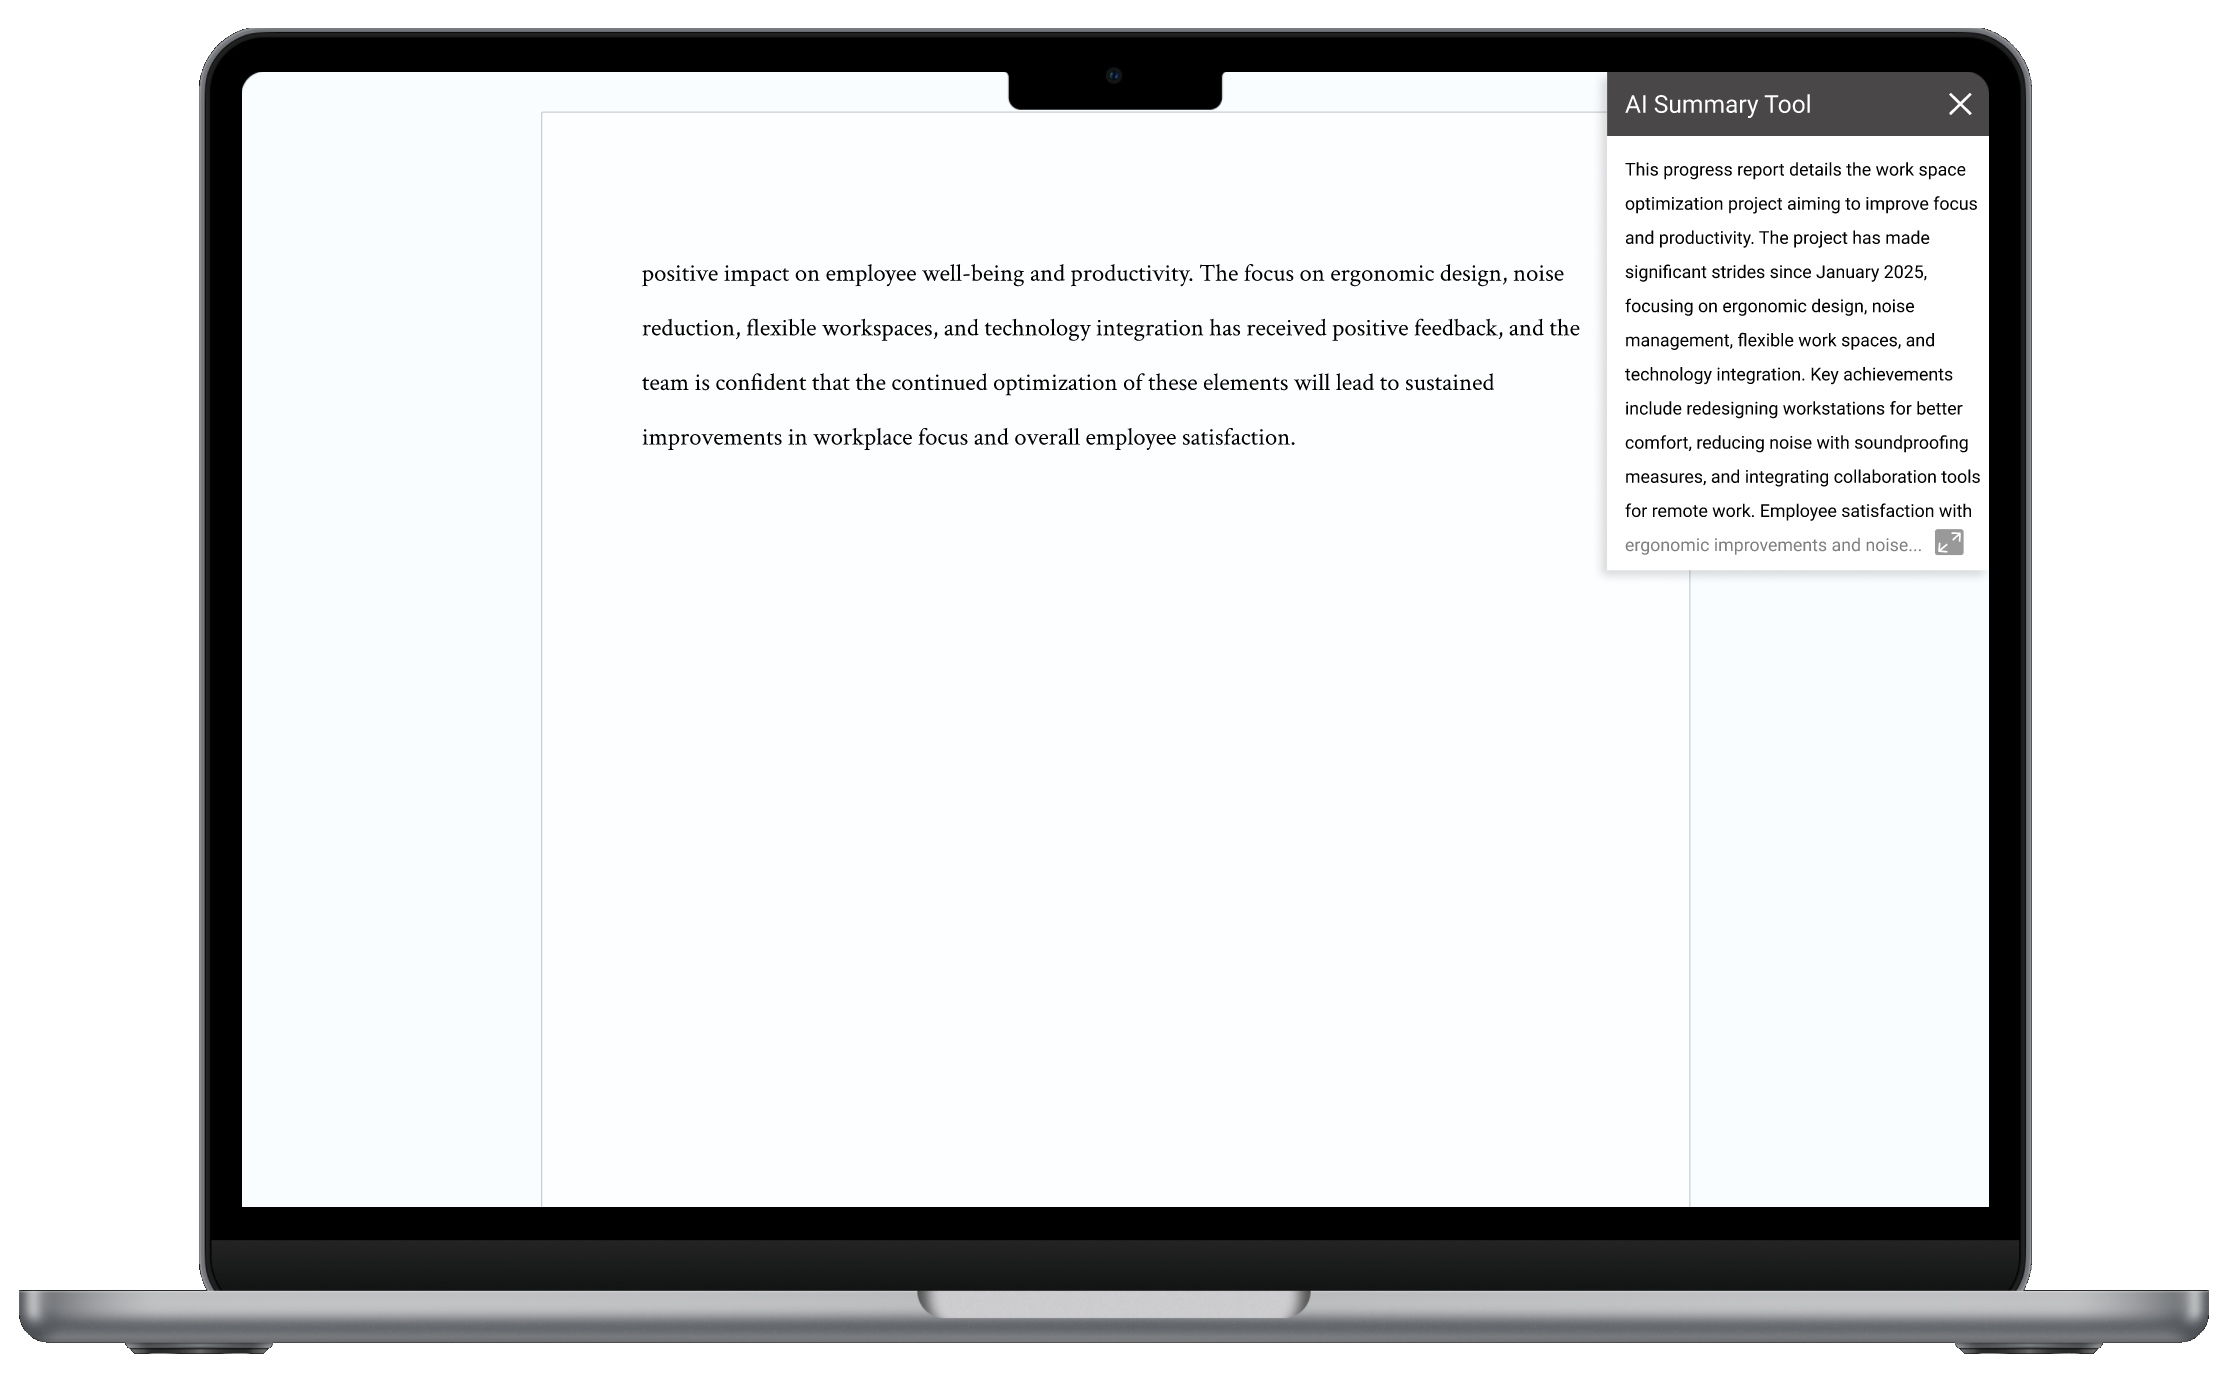 positive impact on employee well-being and productivity. The focus on ergonomic design, noise
reduction, flexible workspaces, and technology integration has received positive feedback, and the
team is confident that the continued optimization of these elements will lead to sustained
improvements in workplace focus and overall employee satisfaction.
AI Summary Tool
This progress report details the work space
optimization project aiming to improve focus
and productivity. The project has made
significant strides since January 2025,
focusing on ergonomic design, noise
management, flexible work spaces, and
technology integration. Key achievements
include redesigning workstations for better
comfort, reducing noise with soundproofing
measures, and integrating collaboration tools
for remote work. Employee satisfaction with
ergonomic improvements and noise...